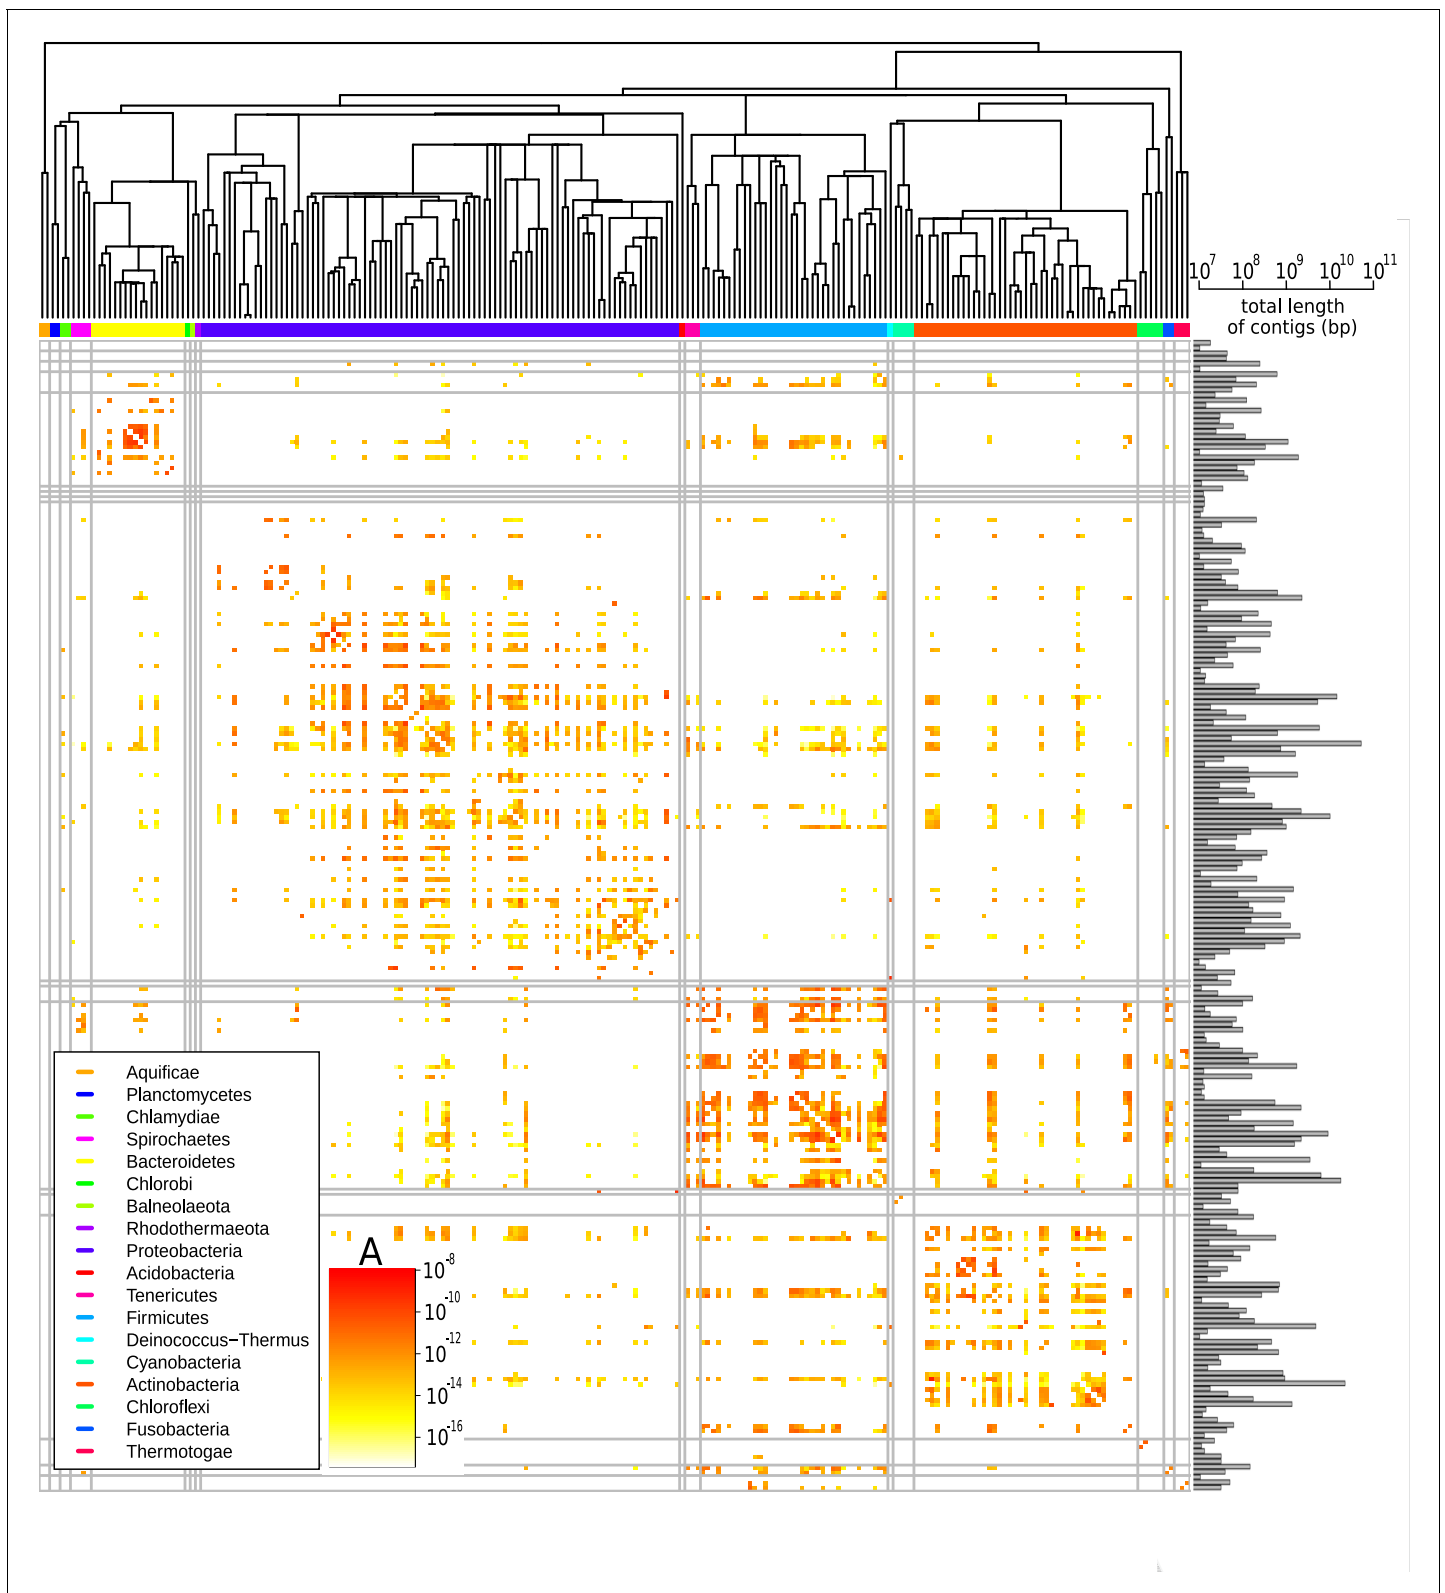 10^7 10^8 10^9 10^10 10^11
total length
of contigs (bp)
Aquificae
Planctomycetes
Chlamydiae
Spirochaetes
Bacteroidetes
Chlorobi
Balneolaeota
Rhodothermaeota
Proteobacteria
Acidobacteria
Tenericutes
Firmicutes
Deinococcus−Thermus
Cyanobacteria
Actinobacteria
Chloroflexi
Fusobacteria
Thermotogae
A
10^-8
10^-10
10^-12
10^-14
10^-16